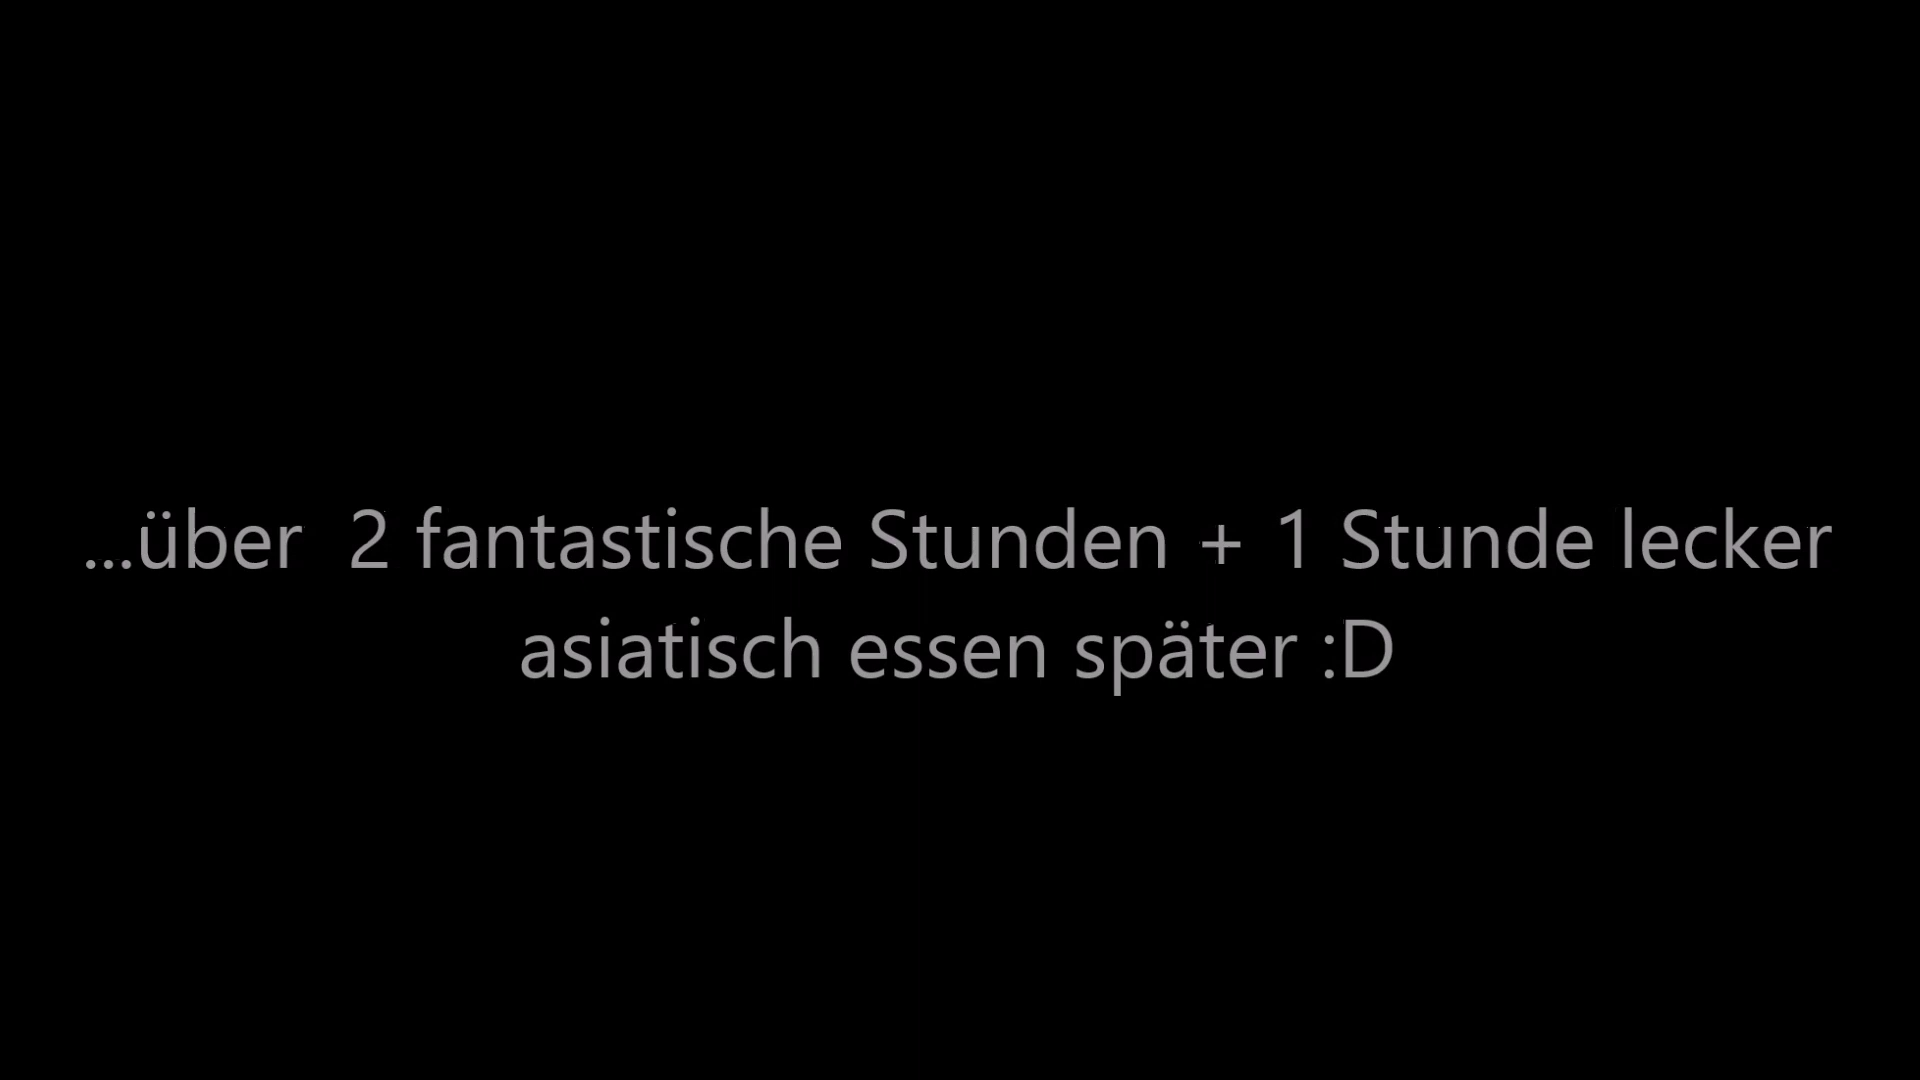 ...über  2 fantastische Stunden + 1 Stunde lecker
asiatisch essen später :D